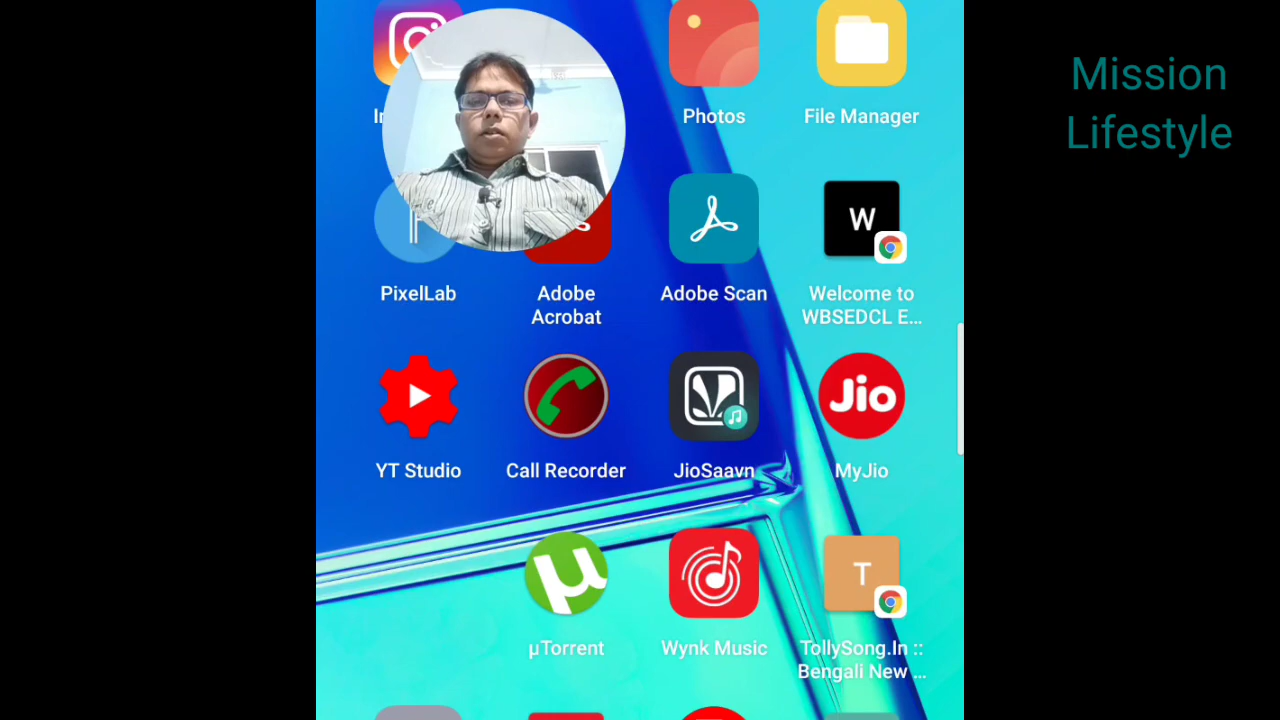 Mission
Lifestyle
In
Photos
File Manager
W
PixelLab
Adobe
Acrobat
Adobe Scan
Welcome to
WBSEDCL E...
Jio
YT Studio
Call Recorder
JioSaavn
MyJio
µ
T
µTorrent
Wynk Music
TollySong.In ::
Bengali New ...